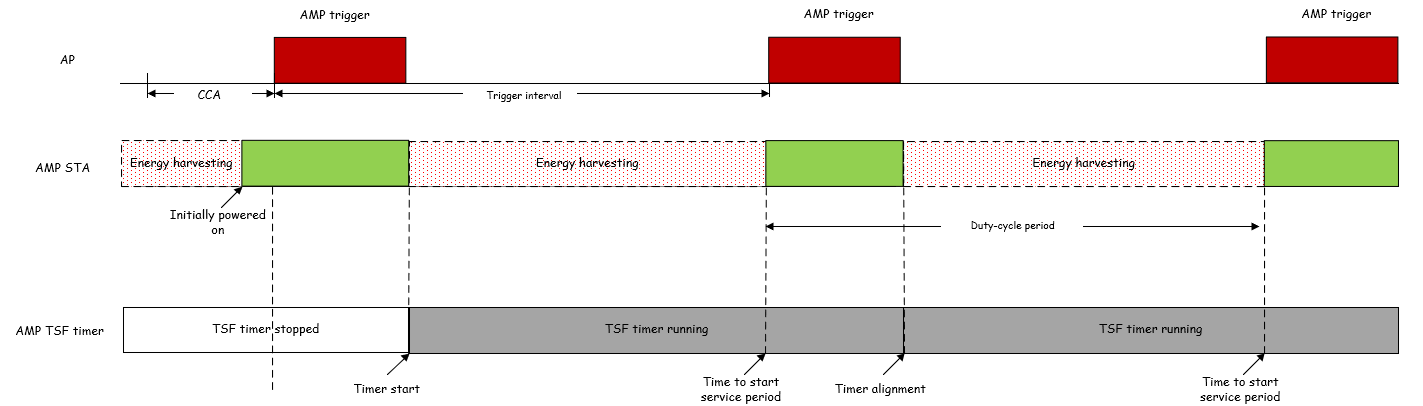 AMP trigger
AMP trigger
AMP trigger
AP
CCA
Trigger interval
AMP STA
Energy harvesting
Energy harvesting
Energy harvesting
Initially powered
on
Duty-cycle period
AMP TSF timer
TSF timer stopped
TSF timer running
TSF timer running
Timer start
Time to start
service period
Timer alignment
Time to start
service period